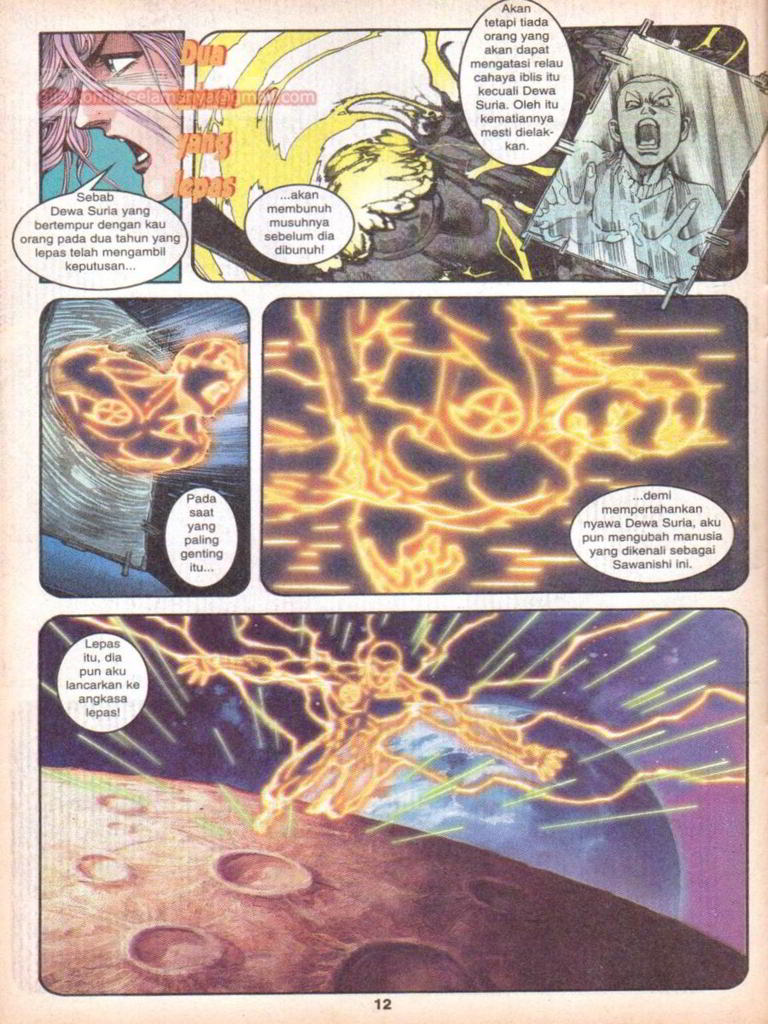 Dua
yang
lepas
Sebab
Dewa Suria yang
bertempur dengan kau
orang pada dua tahun yang
lepas telah mengambil
keputusan...
...akan
membunuh
musuhnya
sebelum dia
dibunuh!
Akan
tetapi tiada
orang yang
akan dapat
mengatasi relau
cahaya iblis itu
kecuali Dewa
Suria. Oleh itu
kematiannya
mesti dielak-
kan.
Pada
saat
yang
paling
genting
itu...
...demi
mempertahankan
nyawa Dewa Suria, aku
pun mengubah manusia
yang dikenali sebagai
Sawanishi ini.
Lepas
itu, dia
pun aku
lancarkan ke
angkasa
lepas!
12